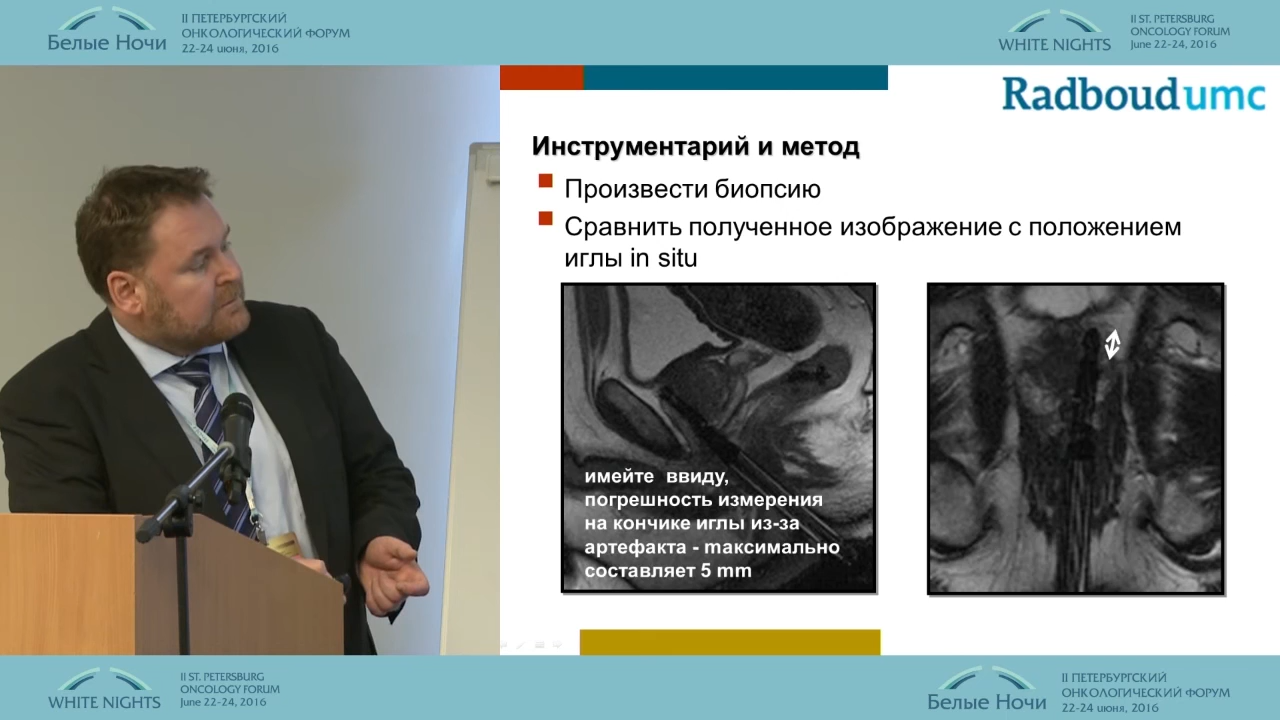 Белые Ночи
II ПЕТЕРБУРГСКИЙ
ОНКОЛОГИЧЕСКИЙ ФОРУМ
22-24 июня, 2016
WHITE NIGHTS
II ST. PETERSBURG
ONCOLOGY FORUM
June 22-24, 2016
Radboudumc
Инструментарий и метод
Произвести биопсию
Сравнить полученное изображение с положением
иглы in situ
имейте ввиду,
погрешность измерения
на кончике иглы из-за
артефакта - mаксимально
составляет 5 mm
WHITE NIGHTS
II ST. PETERSBURG
ONCOLOGY FORUM
June 22-24, 2016
Белые Ночи
II ПЕТЕРБУРГСКИЙ
ОНКОЛОГИЧЕСКИЙ ФОРУМ
22-24 июня, 2016